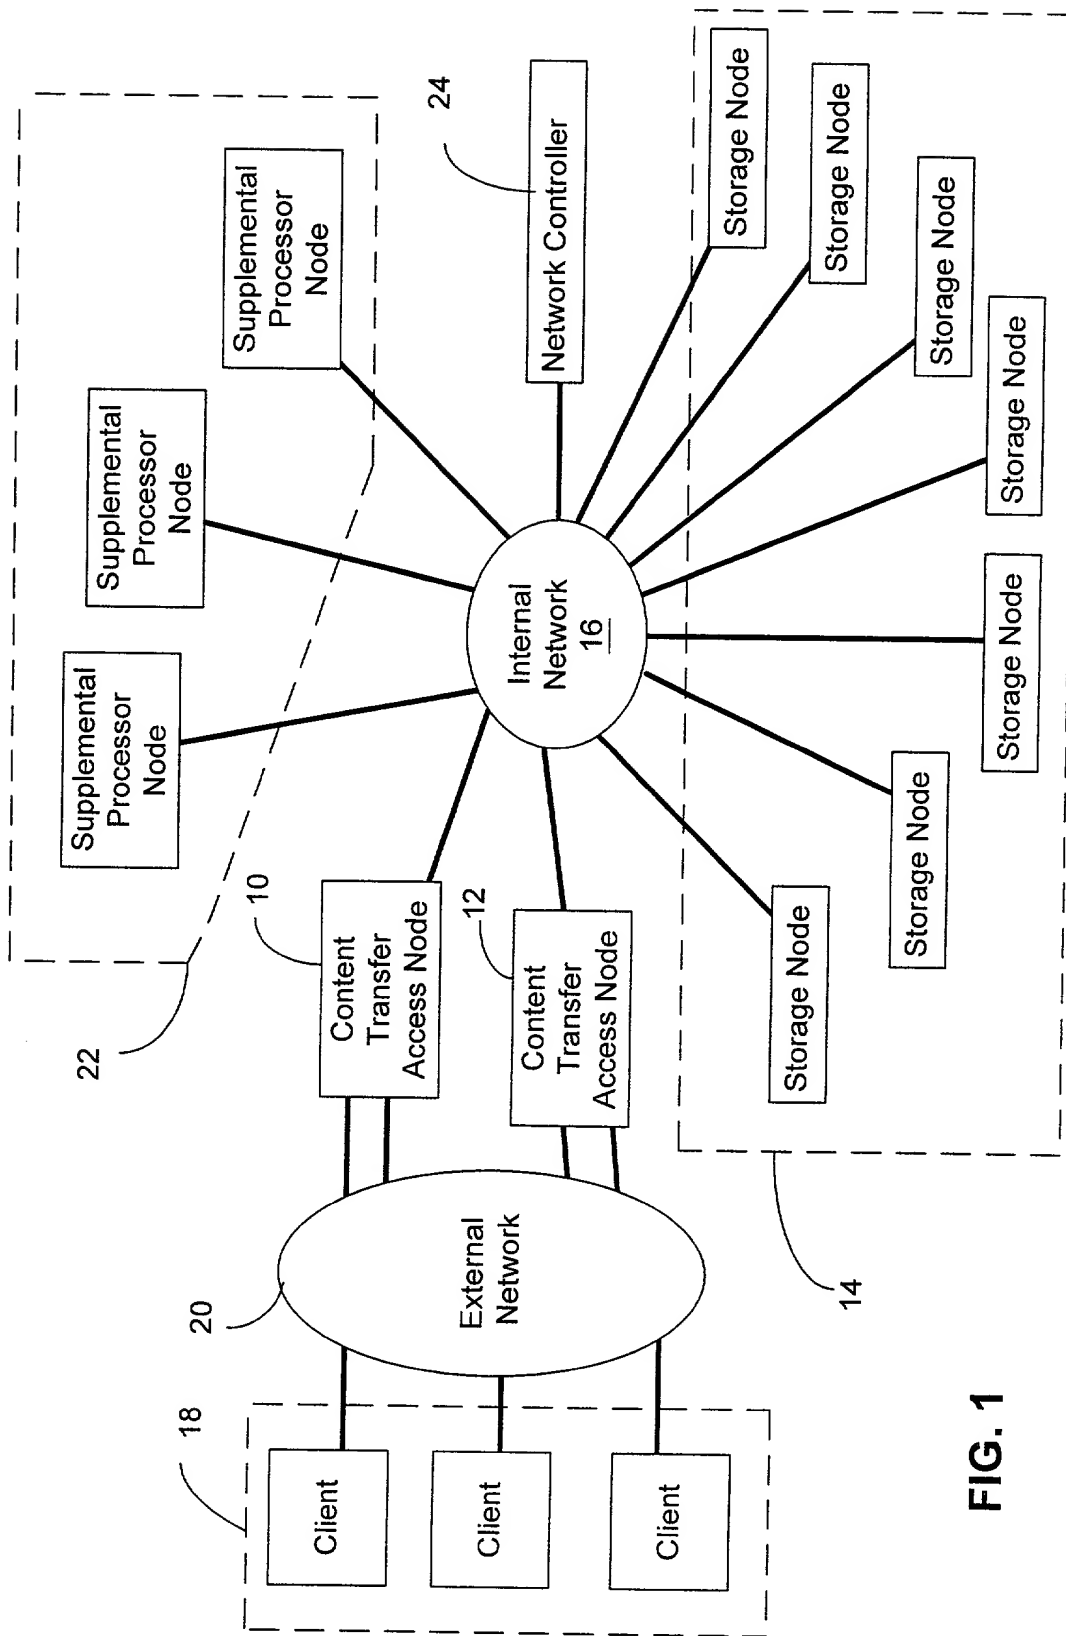 22
Supplemental
Processor
Node
Supplemental
Processor
Node
Supplemental
Processor
Node
18
Client
Client
Client
20
External
Network
10
Content
Transfer
Access Node
12
Content
Transfer
Access Node
Internal
Network
16
24
Network Controller
14
Storage Node
Storage Node
Storage Node
Storage Node
Storage Node
Storage Node
Storage Node
FIG. 1